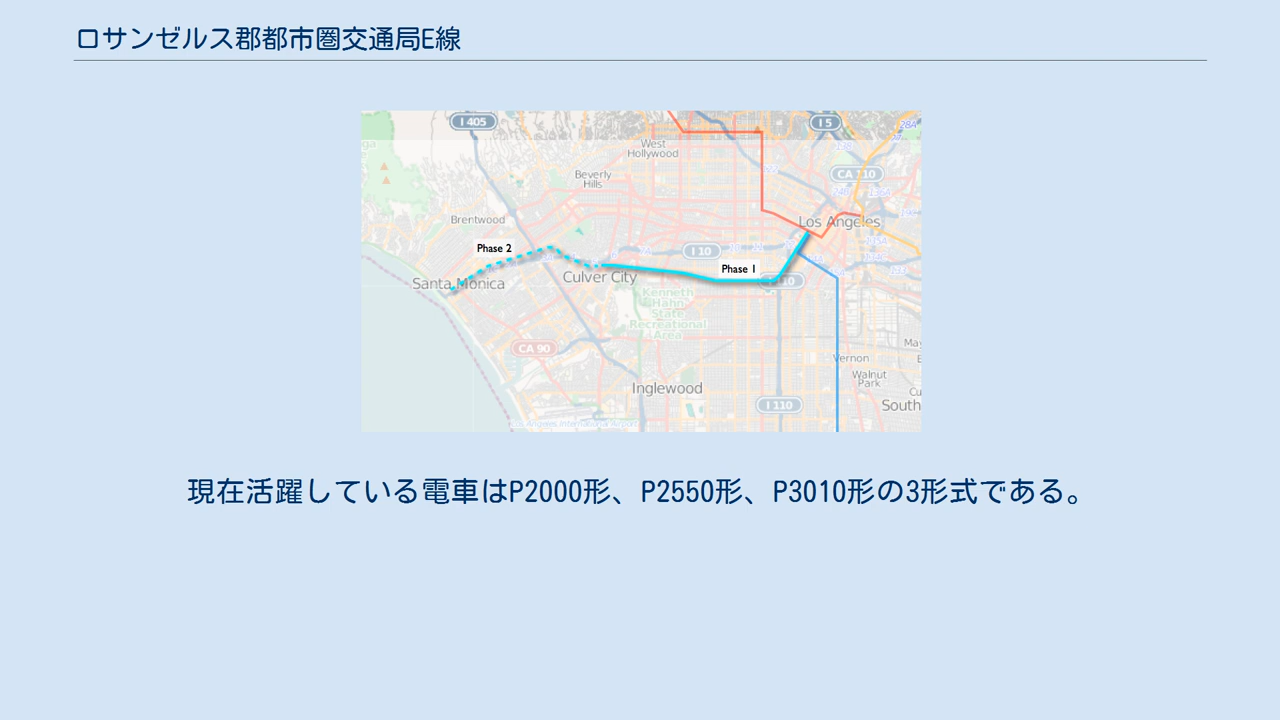 ロサンゼルス郡都市圏交通局E線
I 405
I 5
West
Hollywood
CA 110
Beverly
Hills
Brentwood
Los Angeles
Phase 2
I 10
Phase 1
Culver City
Santa Monica
Kenneth
Hahn
State
Recreational
Area
CA 90
Vernon
Inglewood
Walnut
Park
I 110
South
Los Angeles International Airport
現在活躍している電車はP2000形、P2550形、P3010形の3形式である。